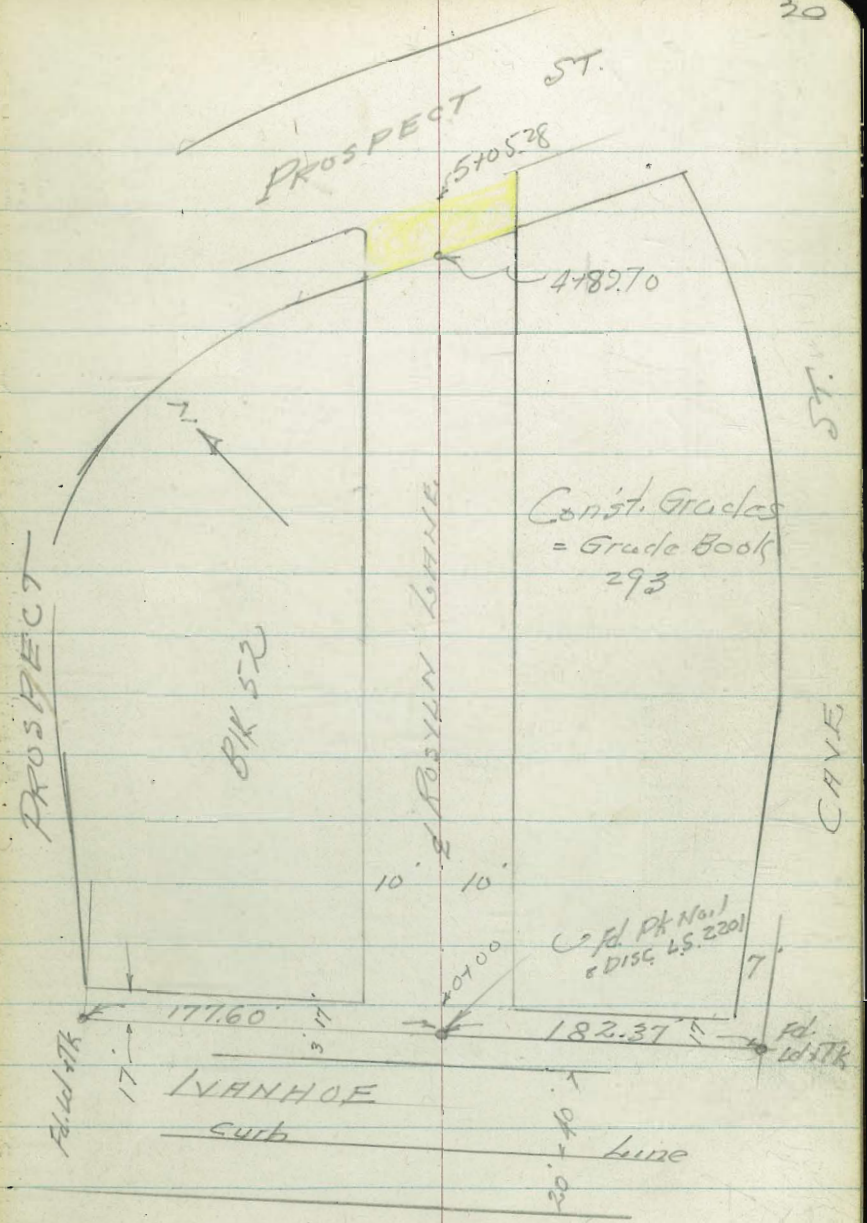 20
PROSPECT ST.
5+05.28
4+89.70
N.
ST.
Const. Grades
= Grade Book
293
PROSPECT
BlK 52
℄ ROSYLN LANE
CAVE
10' 10'
Fd. PK Nail
& DISC L.S. 2201
0+00
7'
177.60'
3' 17'
182.37'
17'
Fd.
Ld & TK
Fd. Ld & TK
17'
IVANHOE
Curb
Lune
20'